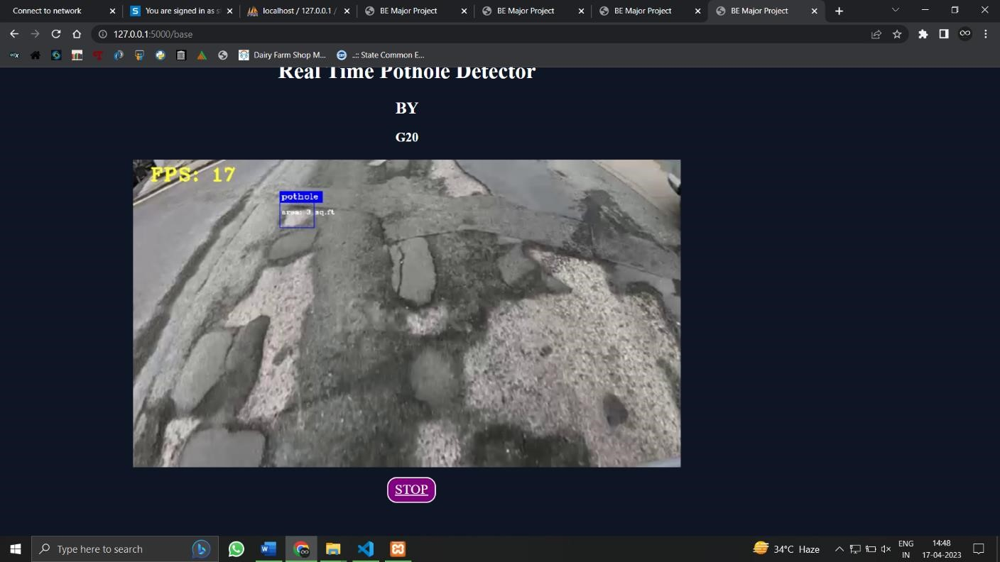 Connect to network
You are signed in as s
localhost / 127.0.0.1 /
BE Major Project
BE Major Project
BE Major Project
BE Major Project
127.0.0.1:5000/base
edX
Dairy Farm Shop M...
..:: State Common E...
Real Time Pothole Detector
BY
G20
FPS: 17
pothole
area: 3 sq.ft
STOP
Type here to search
34°C Haze
ENG
IN
14:48
17-04-2023